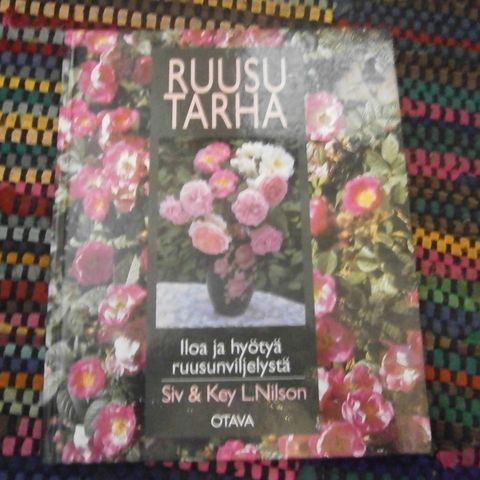 RUUSU
TARHA
Iloa ja hyötyä
ruusunviljelystä
Siv & Key L.Nilson
OTAVA